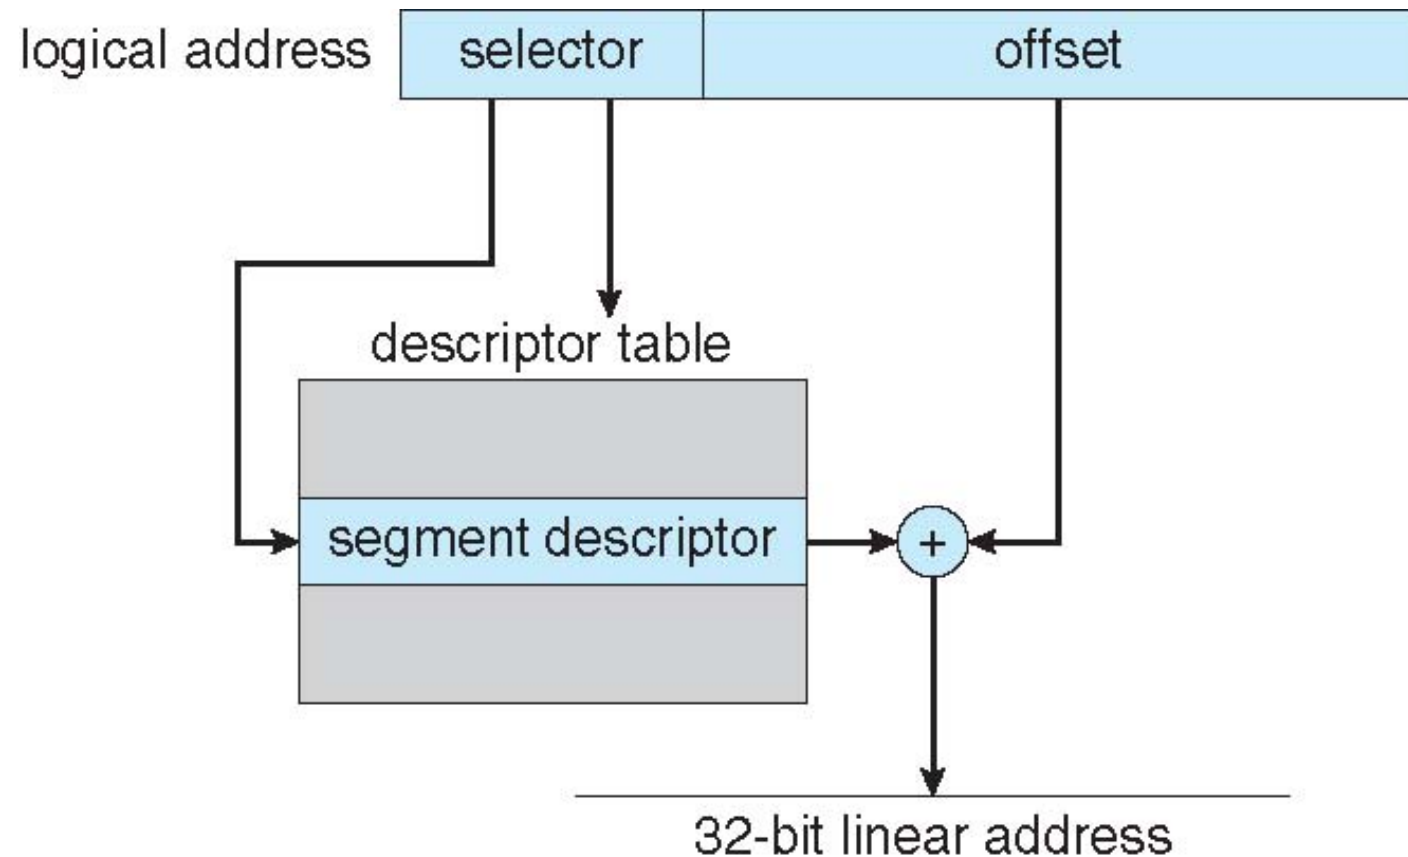 logical address selector offset
descriptor table
segment descriptor +
32-bit linear address